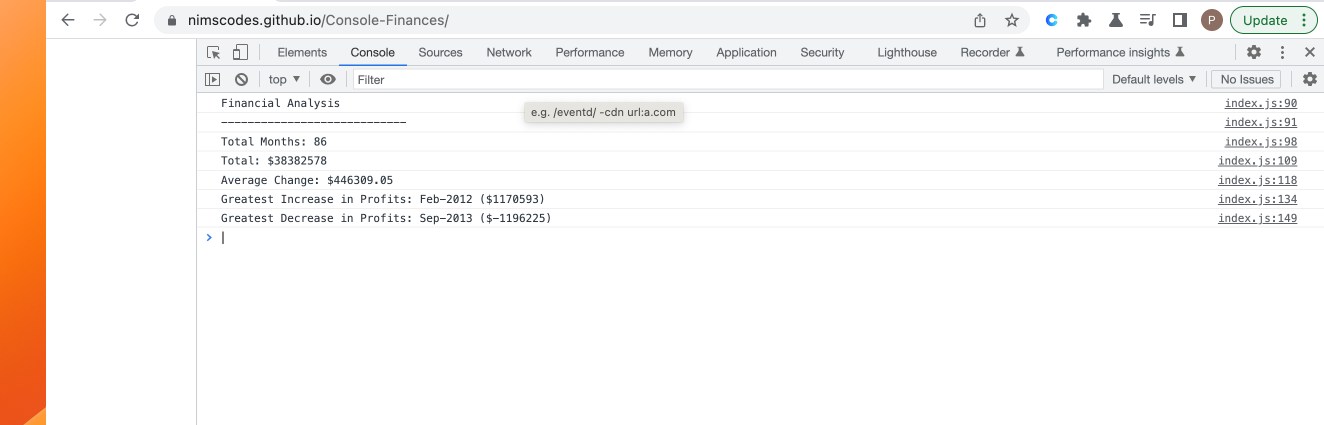 nimscodes.github.io/Console-Finances/
P
Update
Elements Console Sources Network Performance Memory Application Security Lighthouse Recorder Performance insights
top Filter Default levels No Issues
e.g. /eventd/ -cdn url:a.com
Financial Analysis index.js:90
---------------------------- index.js:91
Total Months: 86 index.js:98
Total: $38382578 index.js:109
Average Change: $446309.05 index.js:118
Greatest Increase in Profits: Feb-2012 ($1170593) index.js:134
Greatest Decrease in Profits: Sep-2013 ($-1196225) index.js:149